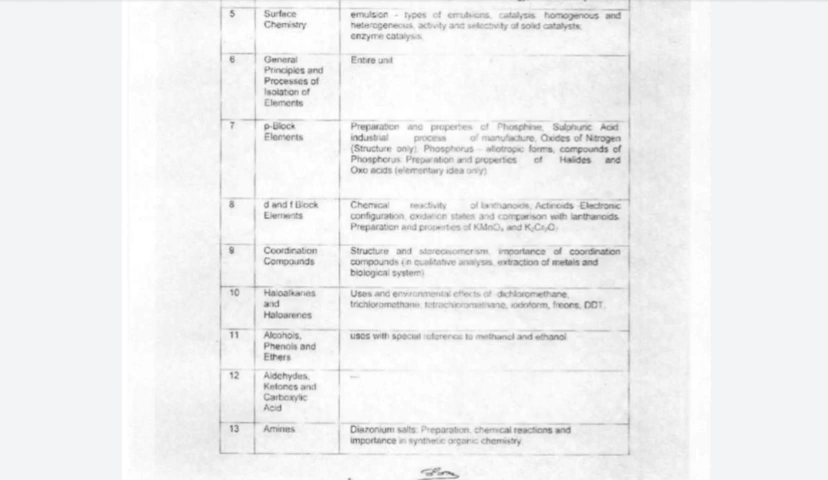 5 Surface emulsion - types of emulsions, catalysis, homogenous and
Chemistry heterogeneous, activity and selectivity of solid catalysts,
enzyme catalysis,
6 General Entire unit
Principles and
Processes of
Isolation of
Elements
7 p-Block Preparation and properties of Phosphine, Sulphuric Acid
Elements industrial process of manufacture, Oxides of Nitrogen
(Structure only), Phosphorus - allotropic forms, compounds of
Phosphorus: Preparation and properties of Halides and
Oxo acids (elementary idea only)
8 d and f Block Chemical reactivity of lanthanoids, Actinoids -Electronic
Elements configuration, oxidation states and comparison with lanthanoids.
Preparation and properties of KMnO₄ and K₂Cr₂O₇
9 Coordination Structure and stereoisomerism, importance of coordination
Compounds compounds (in qualitative analysis, extraction of metals and
biological system)
10 Haloalkanes Uses and environmental effects of dichloromethane,
and trichloromethane, tetrachloromethane, iodoform, freons, DDT.
Haloarenes
11 Alcohols, uses with special reference to methanol and ethanol
Phenols and
Ethers
12 Aldehydes, ---
Ketones and
Carboxylic
Acid
13 Amines Diazonium salts: Preparation, chemical reactions and
importance in synthetic organic chemistry